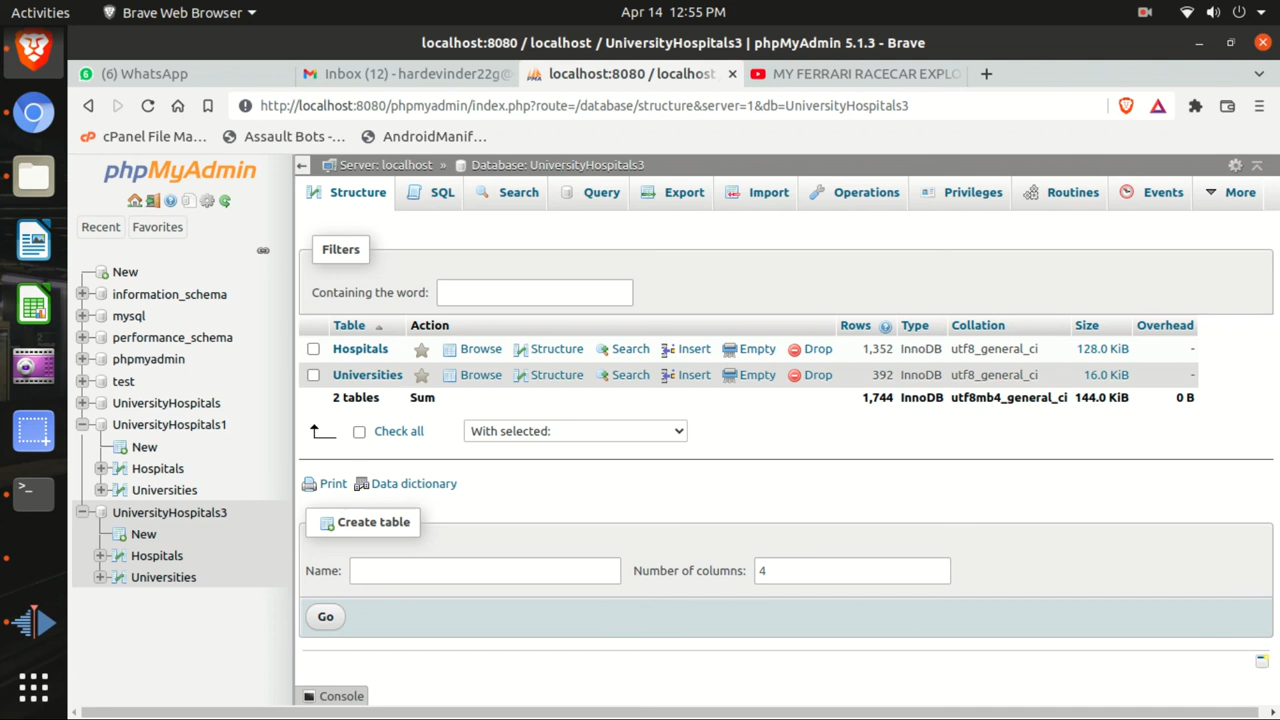 Activities Brave Web Browser Apr 14 12:55 PM
localhost:8080 / localhost / UniversityHospitals3 | phpMyAdmin 5.1.3 - Brave
(6) WhatsApp Inbox (12) - hardevinder22g@ localhost:8080 / localhost MY FERRARI RACECAR EXPLO
http://localhost:8080/phpmyadmin/index.php?route=/database/structure&server=1&db=UniversityHospitals3
cP cPanel File Ma... Assault Bots -... AndroidManif...
phpMyAdmin
Recent Favorites
New
information_schema
mysql
performance_schema
phpmyadmin
test
UniversityHospitals
UniversityHospitals1
New
Hospitals
Universities
UniversityHospitals3
New
Hospitals
Universities
Server: localhost » Database: UniversityHospitals3
Structure SQL Search Query Export Import Operations Privileges Routines Events More
Filters
Containing the word:
Table Action Rows Type Collation Size Overhead
Hospitals Browse Structure Search Insert Empty Drop 1,352 InnoDB utf8_general_ci 128.0 KiB -
Universities Browse Structure Search Insert Empty Drop 392 InnoDB utf8_general_ci 16.0 KiB -
2 tables Sum 1,744 InnoDB utf8mb4_general_ci 144.0 KiB 0 B
Check all With selected:
Print Data dictionary
Create table
Name: Number of columns: 4
Go
Console